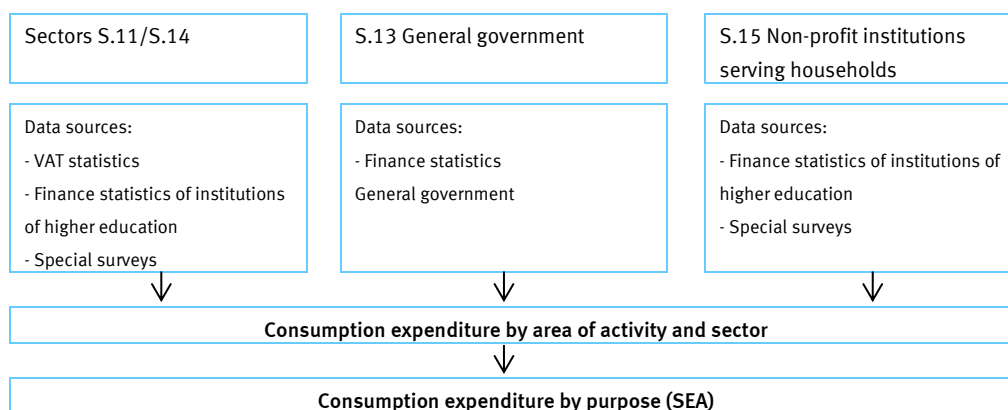 Sectors S.11/S.14
S.13 General government
S.15 Non-profit institutions
serving households
Data sources:
- VAT statistics
- Finance statistics of institutions
of higher education
- Special surveys
Data sources:
- Finance statistics
General government
Data sources:
- Finance statistics of institutions of
higher education
- Special surveys
Consumption expenditure by area of activity and sector
Consumption expenditure by purpose (SEA)